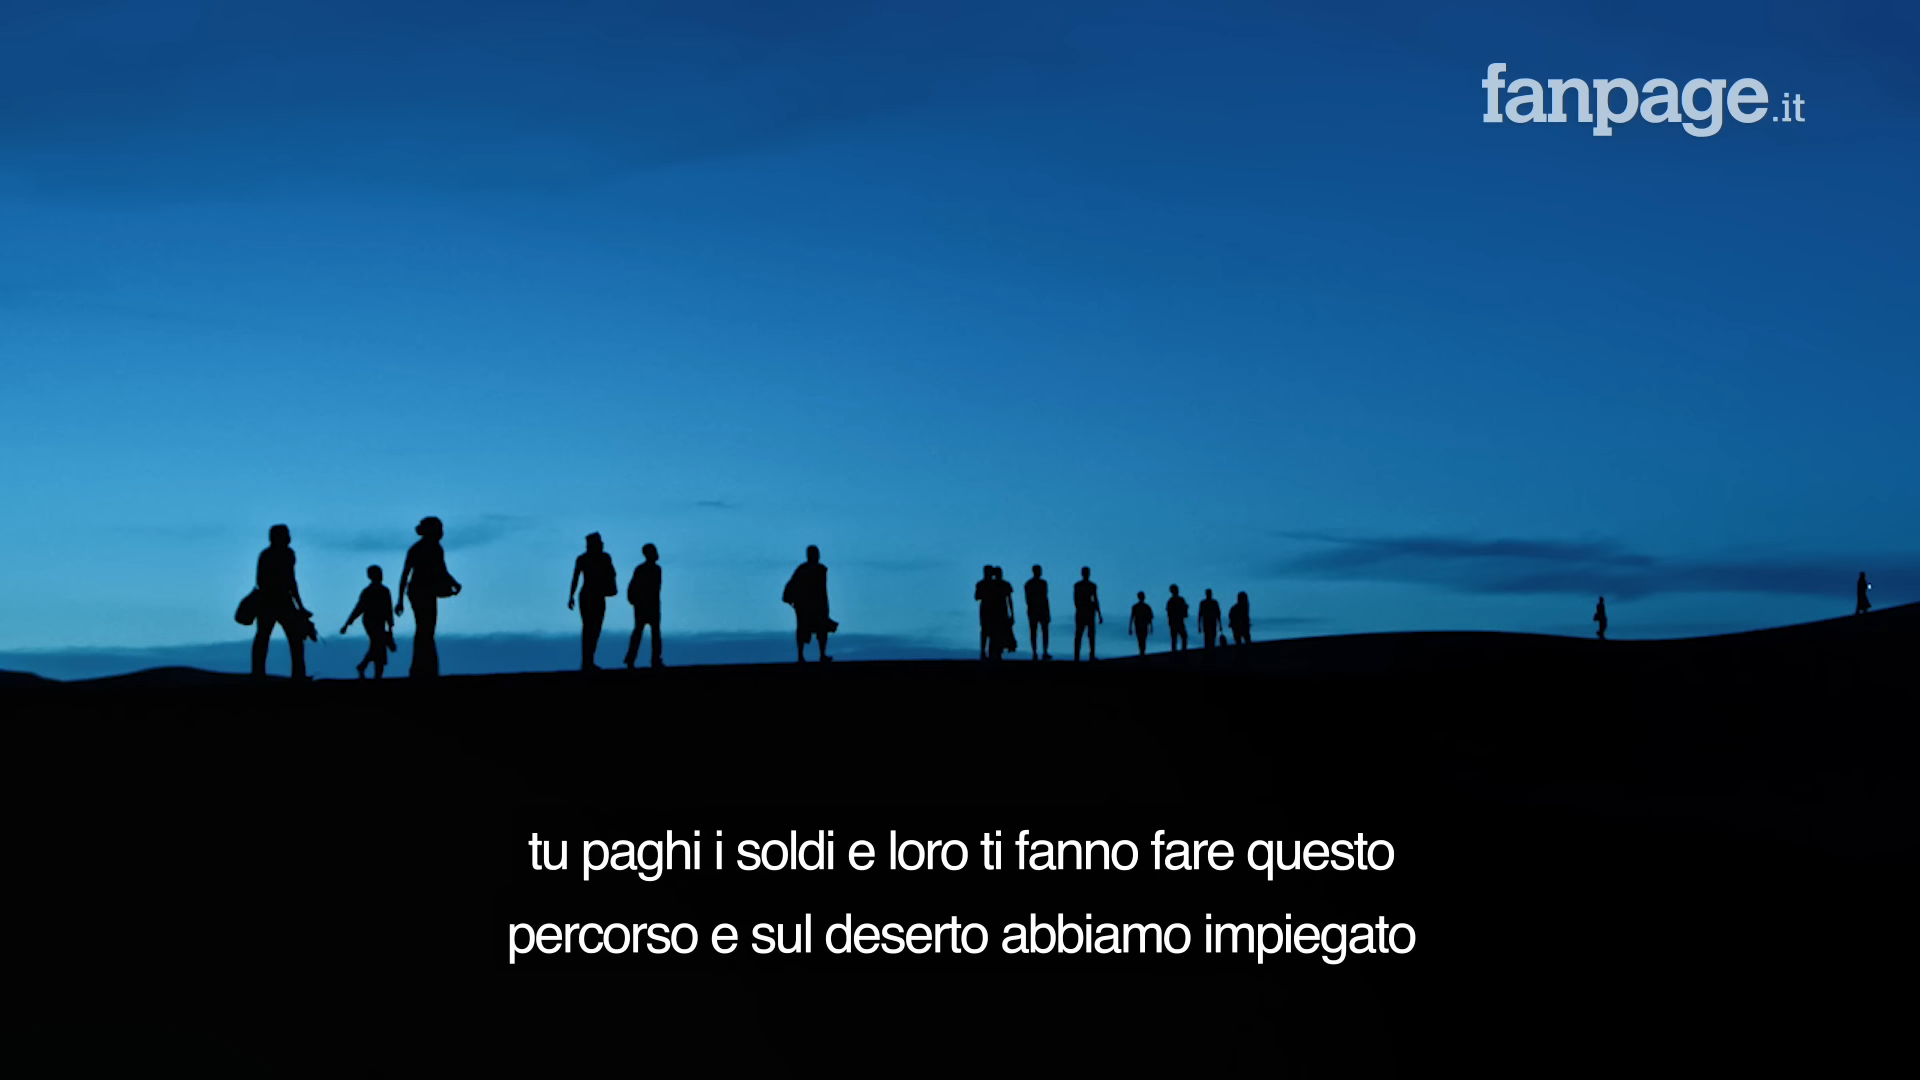 fanpage.it
tu paghi i soldi e loro ti fanno fare questo
percorso e sul deserto abbiamo impiegato